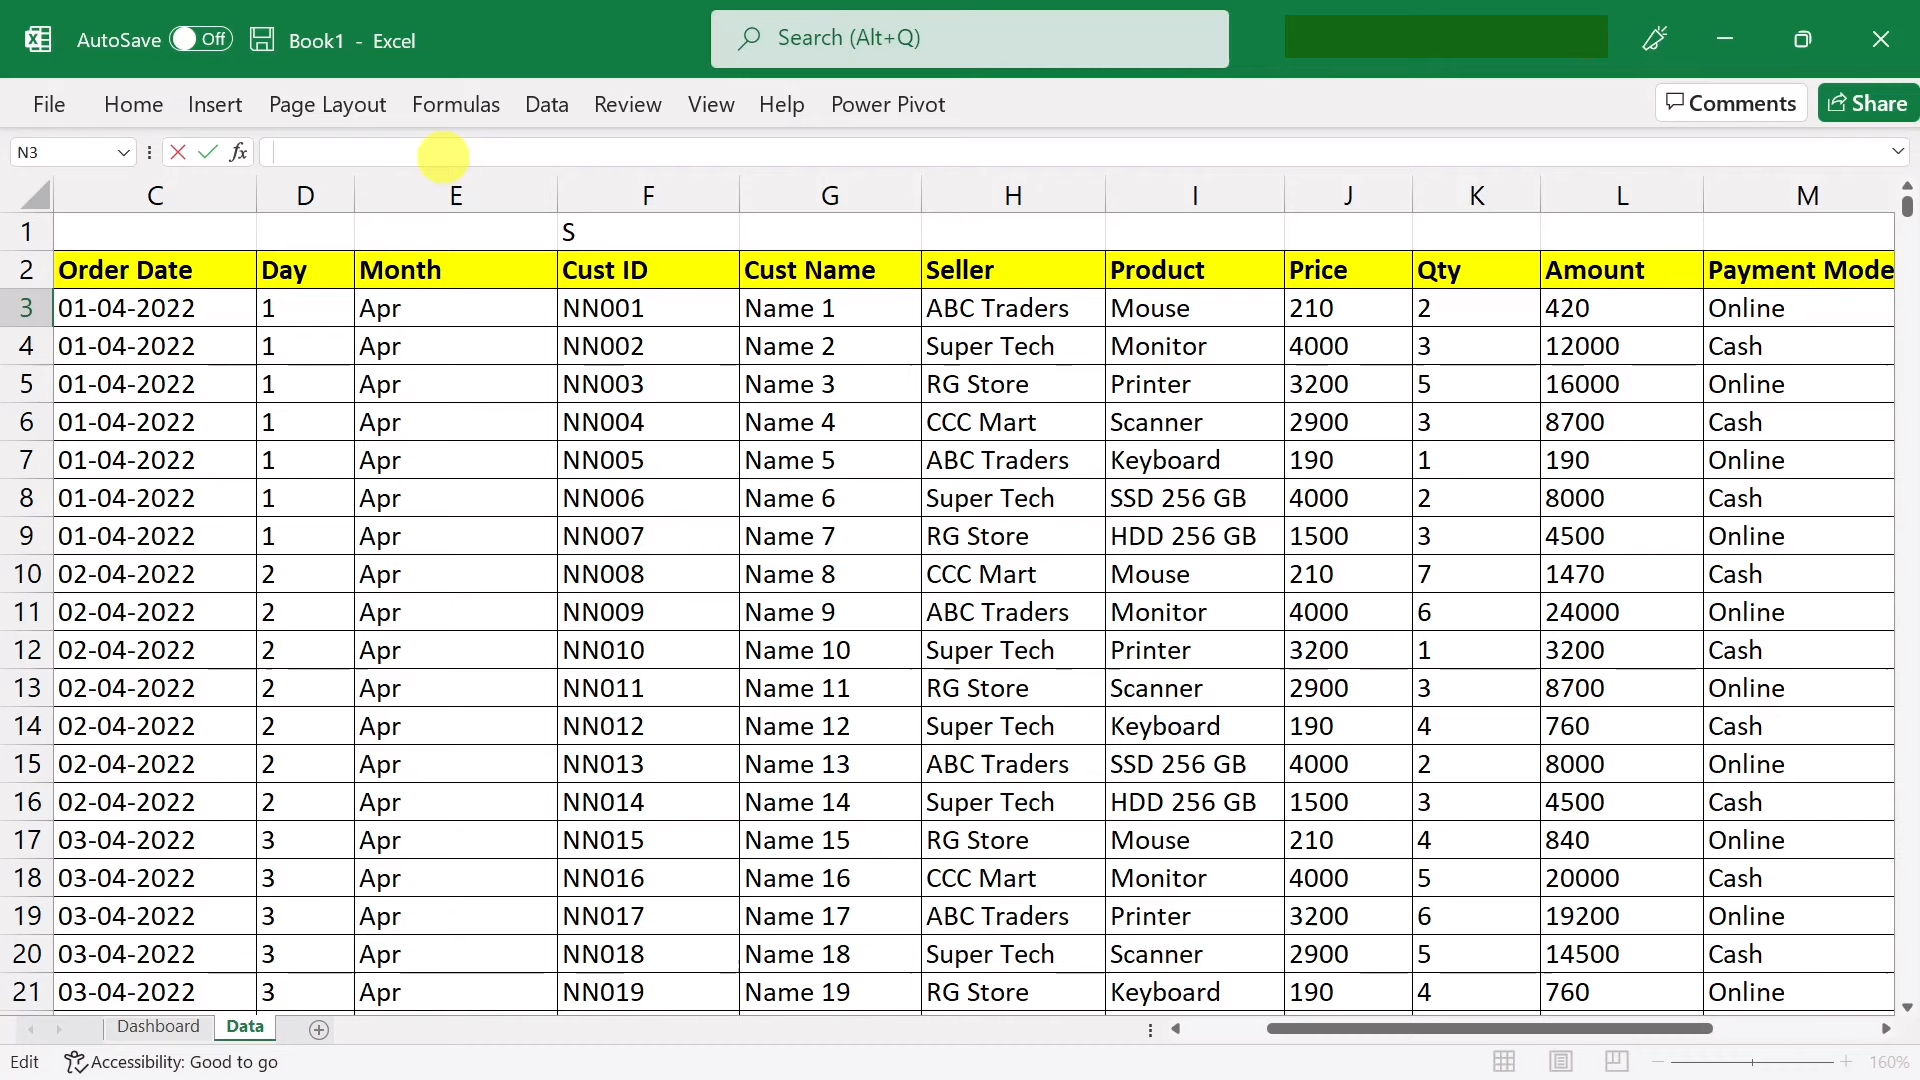 AutoSave Off Book1 - Excel Search (Alt+Q)
File Home Insert Page Layout Formulas Data Review View Help Power Pivot Comments Share
N3 fx
C D E F G H I J K L M
1 S
2 Order Date Day Month Cust ID Cust Name Seller Product Price Qty Amount Payment Mode
3 01-04-2022 1 Apr NN001 Name 1 ABC Traders Mouse 210 2 420 Online
4 01-04-2022 1 Apr NN002 Name 2 Super Tech Monitor 4000 3 12000 Cash
5 01-04-2022 1 Apr NN003 Name 3 RG Store Printer 3200 5 16000 Online
6 01-04-2022 1 Apr NN004 Name 4 CCC Mart Scanner 2900 3 8700 Cash
7 01-04-2022 1 Apr NN005 Name 5 ABC Traders Keyboard 190 1 190 Online
8 01-04-2022 1 Apr NN006 Name 6 Super Tech SSD 256 GB 4000 2 8000 Cash
9 01-04-2022 1 Apr NN007 Name 7 RG Store HDD 256 GB 1500 3 4500 Online
10 02-04-2022 2 Apr NN008 Name 8 CCC Mart Mouse 210 7 1470 Cash
11 02-04-2022 2 Apr NN009 Name 9 ABC Traders Monitor 4000 6 24000 Online
12 02-04-2022 2 Apr NN010 Name 10 Super Tech Printer 3200 1 3200 Cash
13 02-04-2022 2 Apr NN011 Name 11 RG Store Scanner 2900 3 8700 Online
14 02-04-2022 2 Apr NN012 Name 12 Super Tech Keyboard 190 4 760 Cash
15 02-04-2022 2 Apr NN013 Name 13 ABC Traders SSD 256 GB 4000 2 8000 Online
16 02-04-2022 2 Apr NN014 Name 14 Super Tech HDD 256 GB 1500 3 4500 Cash
17 03-04-2022 3 Apr NN015 Name 15 RG Store Mouse 210 4 840 Online
18 03-04-2022 3 Apr NN016 Name 16 CCC Mart Monitor 4000 5 20000 Cash
19 03-04-2022 3 Apr NN017 Name 17 ABC Traders Printer 3200 6 19200 Online
20 03-04-2022 3 Apr NN018 Name 18 Super Tech Scanner 2900 5 14500 Cash
21 03-04-2022 3 Apr NN019 Name 19 RG Store Keyboard 190 4 760 Online
Dashboard Data
Edit Accessibility: Good to go 160%